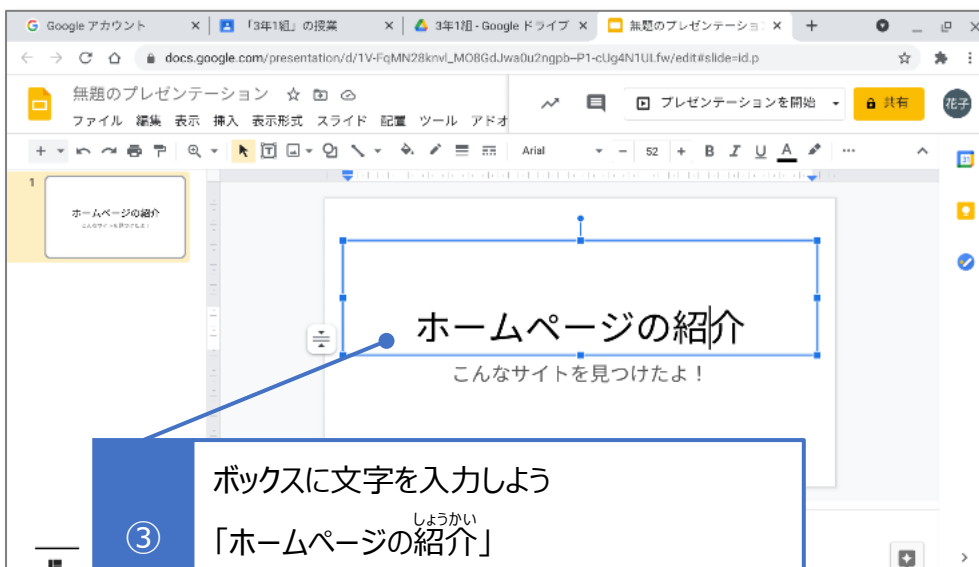 Google アカウント
「3年1組」の授業
3年1組 - Google ドライブ
無題のプレゼンテーション
docs.google.com/presentation/d/1V-FqMN28knvl_MO8GdJwa0u2ngpb–P1-cUg4N1ULfw/edit#slide=id.p
無題のプレゼンテーション
ファイル 編集 表示 挿入 表示形式 スライド 配置 ツール アドオ
プレゼンテーションを開始
共有
花子
Arial
52
B I U A
31
1
ホームページの紹介
こんなサイトを見つけたよ!
ホームページの紹介
こんなサイトを見つけたよ!
③
ボックスに文字を入力しよう
しょうかい
「ホームページの紹介」